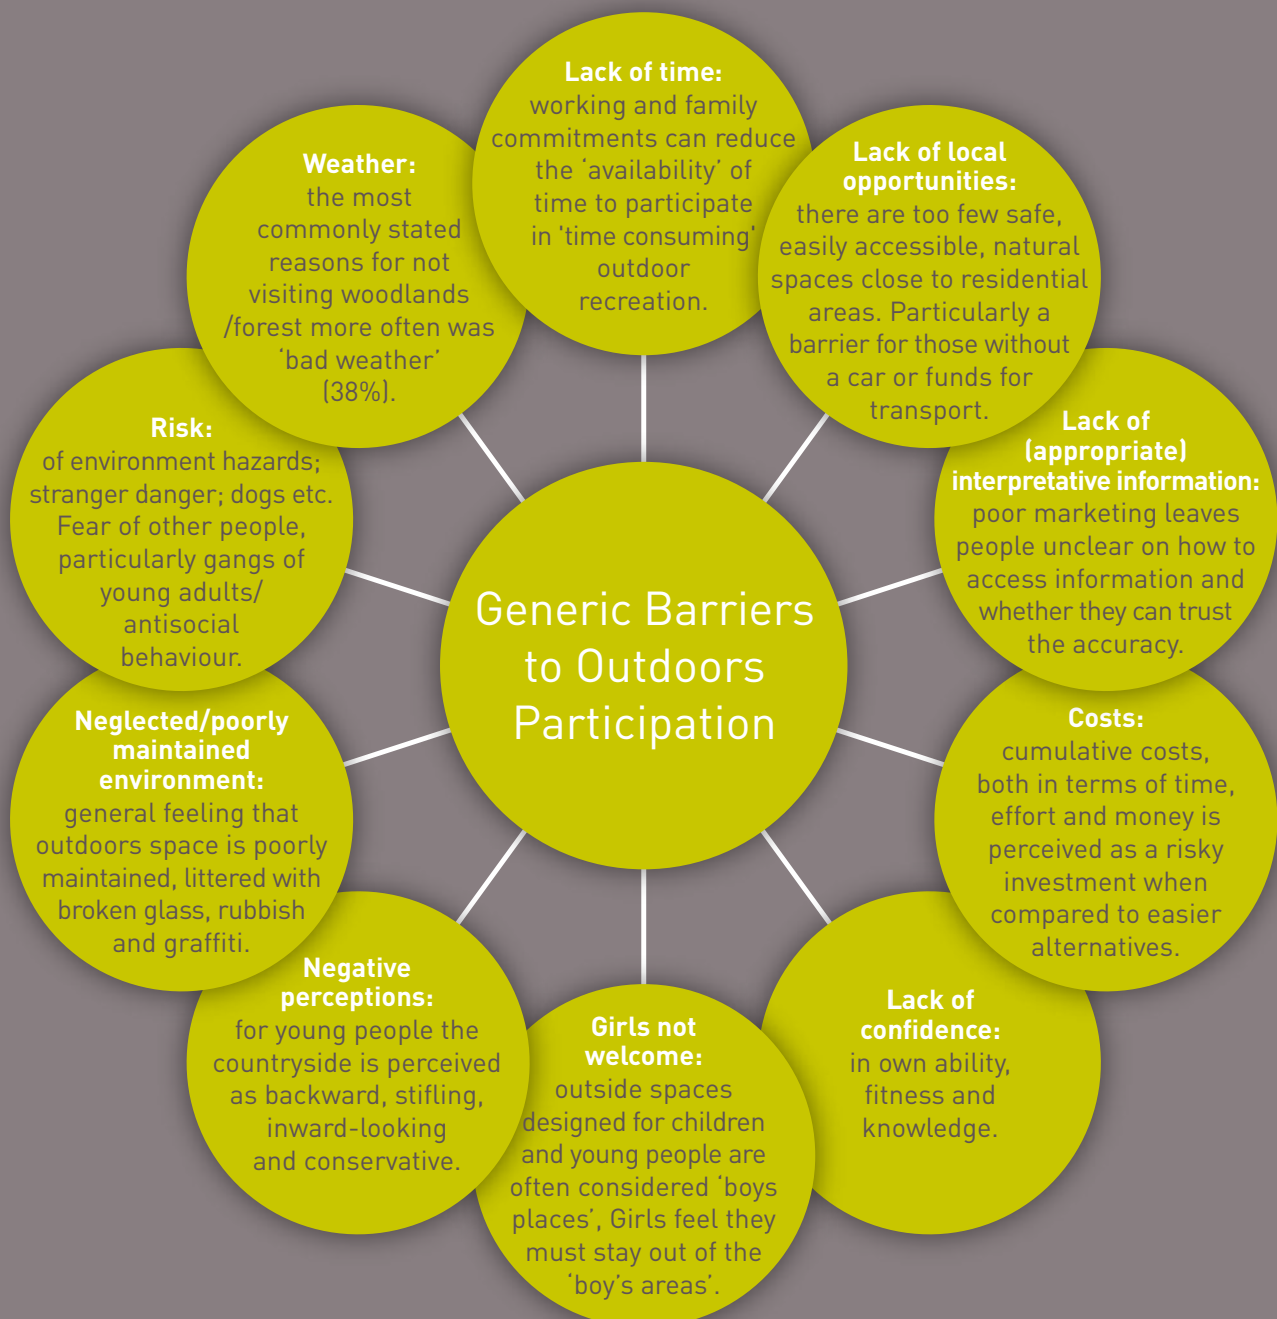 Lack of time:
working and family
commitments can reduce
the ‘availability’ of
time to participate
in 'time consuming'
outdoor
recreation.
Lack of local
opportunities:
there are too few safe,
easily accessible, natural
spaces close to residential
areas. Particularly a
barrier for those without
a car or funds for
transport.
Lack of
(appropriate)
interpretative information:
poor marketing leaves
people unclear on how to
access information and
whether they can trust
the accuracy.
Costs:
cumulative costs,
both in terms of time,
effort and money is
perceived as a risky
investment when
compared to easier
alternatives.
Lack of
confidence:
in own ability,
fitness and
knowledge.
Girls not
welcome:
outside spaces
designed for children
and young people are
often considered ‘boys
places’, Girls feel they
must stay out of the
‘boy’s areas’.
Negative
perceptions:
for young people the
countryside is perceived
as backward, stifling,
inward-looking
and conservative.
Neglected/poorly
maintained
environment:
general feeling that
outdoors space is poorly
maintained, littered with
broken glass, rubbish
and graffiti.
Risk:
of environment hazards;
stranger danger; dogs etc.
Fear of other people,
particularly gangs of
young adults/
antisocial
behaviour.
Weather:
the most
commonly stated
reasons for not
visiting woodlands
/forest more often was
‘bad weather’
(38%).
Generic Barriers
to Outdoors
Participation